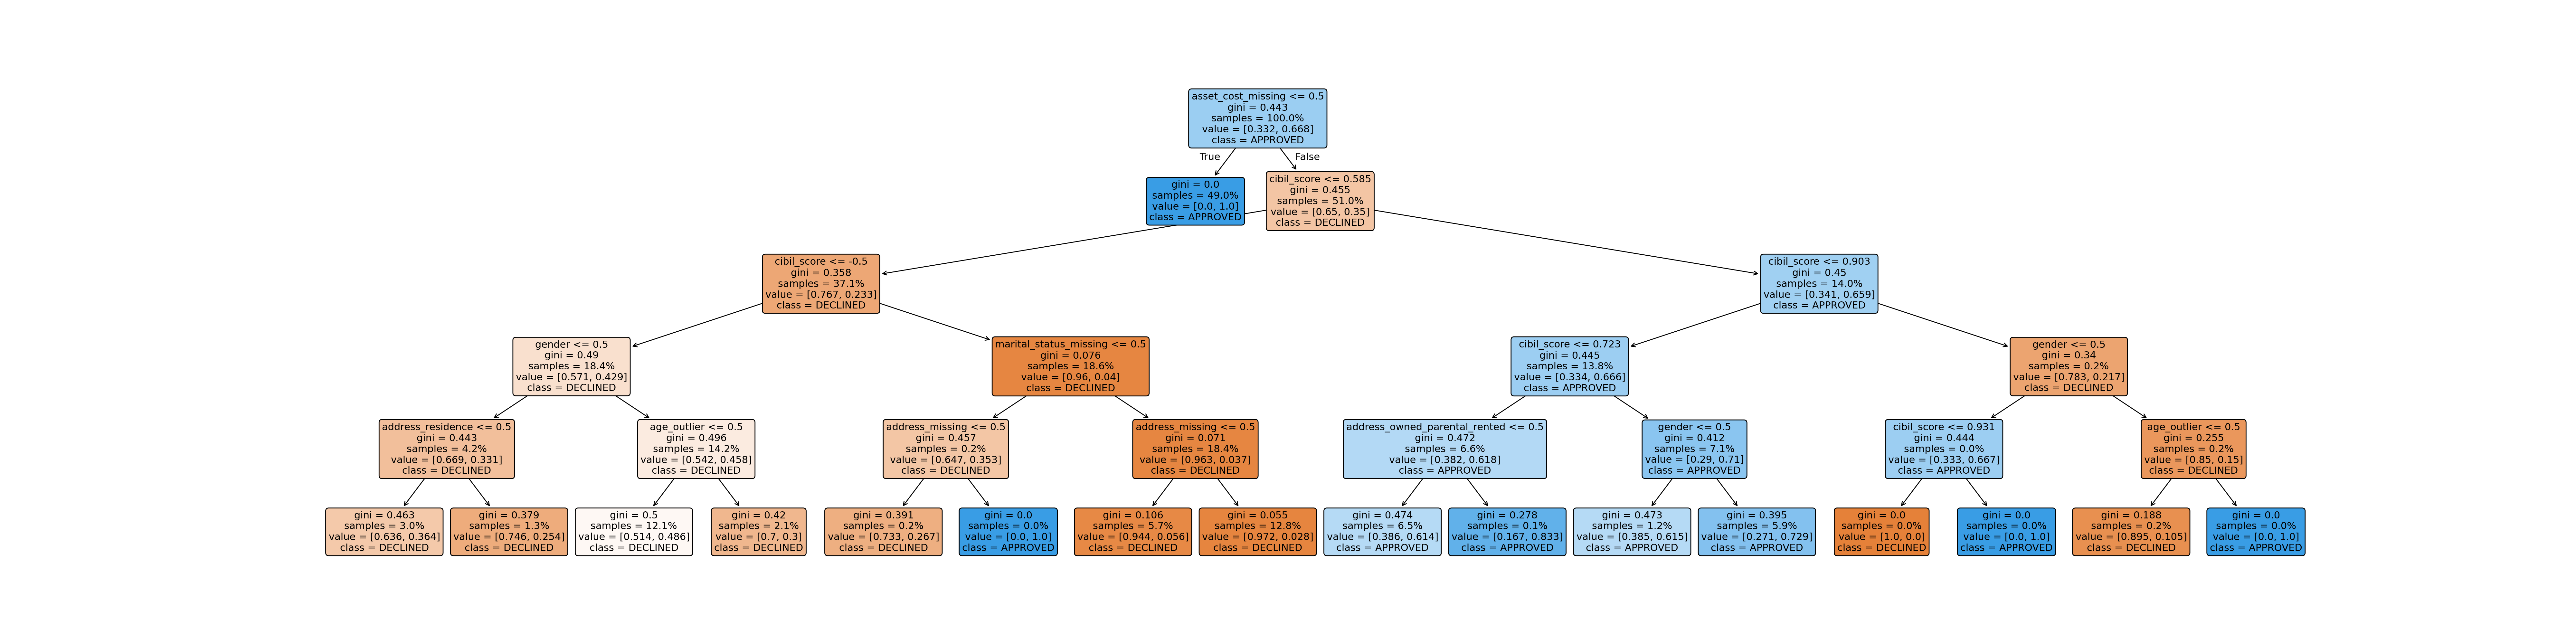 asset_cost_missing <= 0.5
gini = 0.443
samples = 100.0%
value = [0.332, 0.668]
class = APPROVED
True
False
gini = 0.0
samples = 49.0%
value = [0.0, 1.0]
class = APPROVED
cibil_score <= 0.585
gini = 0.455
samples = 51.0%
value = [0.65, 0.35]
class = DECLINED
cibil_score <= -0.5
gini = 0.358
samples = 37.1%
value = [0.767, 0.233]
class = DECLINED
cibil_score <= 0.903
gini = 0.45
samples = 14.0%
value = [0.341, 0.659]
class = APPROVED
gender <= 0.5
gini = 0.49
samples = 18.4%
value = [0.571, 0.429]
class = DECLINED
marital_status_missing <= 0.5
gini = 0.076
samples = 18.6%
value = [0.96, 0.04]
class = DECLINED
cibil_score <= 0.723
gini = 0.445
samples = 13.8%
value = [0.334, 0.666]
class = APPROVED
gender <= 0.5
gini = 0.34
samples = 0.2%
value = [0.783, 0.217]
class = DECLINED
address_residence <= 0.5
gini = 0.443
samples = 4.2%
value = [0.669, 0.331]
class = DECLINED
age_outlier <= 0.5
gini = 0.496
samples = 14.2%
value = [0.542, 0.458]
class = DECLINED
address_missing <= 0.5
gini = 0.457
samples = 0.2%
value = [0.647, 0.353]
class = DECLINED
address_missing <= 0.5
gini = 0.071
samples = 18.4%
value = [0.963, 0.037]
class = DECLINED
address_owned_parental_rented <= 0.5
gini = 0.472
samples = 6.6%
value = [0.382, 0.618]
class = APPROVED
gender <= 0.5
gini = 0.412
samples = 7.1%
value = [0.29, 0.71]
class = APPROVED
cibil_score <= 0.931
gini = 0.444
samples = 0.0%
value = [0.333, 0.667]
class = APPROVED
age_outlier <= 0.5
gini = 0.255
samples = 0.2%
value = [0.85, 0.15]
class = DECLINED
gini = 0.463
samples = 3.0%
value = [0.636, 0.364]
class = DECLINED
gini = 0.379
samples = 1.3%
value = [0.746, 0.254]
class = DECLINED
gini = 0.5
samples = 12.1%
value = [0.514, 0.486]
class = DECLINED
gini = 0.42
samples = 2.1%
value = [0.7, 0.3]
class = DECLINED
gini = 0.391
samples = 0.2%
value = [0.733, 0.267]
class = DECLINED
gini = 0.0
samples = 0.0%
value = [0.0, 1.0]
class = APPROVED
gini = 0.106
samples = 5.7%
value = [0.944, 0.056]
class = DECLINED
gini = 0.055
samples = 12.8%
value = [0.972, 0.028]
class = DECLINED
gini = 0.474
samples = 6.5%
value = [0.386, 0.614]
class = APPROVED
gini = 0.278
samples = 0.1%
value = [0.167, 0.833]
class = APPROVED
gini = 0.473
samples = 1.2%
value = [0.385, 0.615]
class = APPROVED
gini = 0.395
samples = 5.9%
value = [0.271, 0.729]
class = APPROVED
gini = 0.0
samples = 0.0%
value = [1.0, 0.0]
class = DECLINED
gini = 0.0
samples = 0.0%
value = [0.0, 1.0]
class = APPROVED
gini = 0.188
samples = 0.2%
value = [0.895, 0.105]
class = DECLINED
gini = 0.0
samples = 0.0%
value = [0.0, 1.0]
class = APPROVED